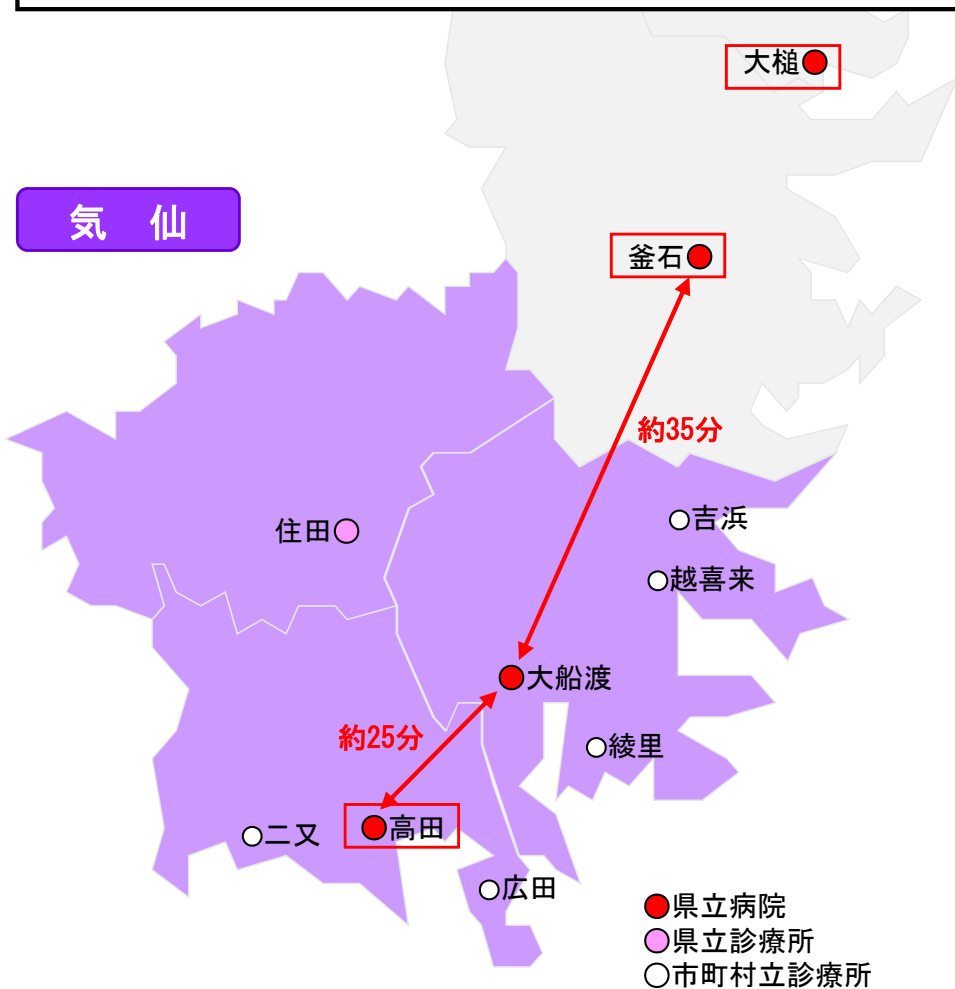 大槌
気 仙
釜石
約35分
吉浜
住田
越喜来
大船渡
約25分
綾里
高田
二又
広田
県立病院
県立診療所
市町村立診療所